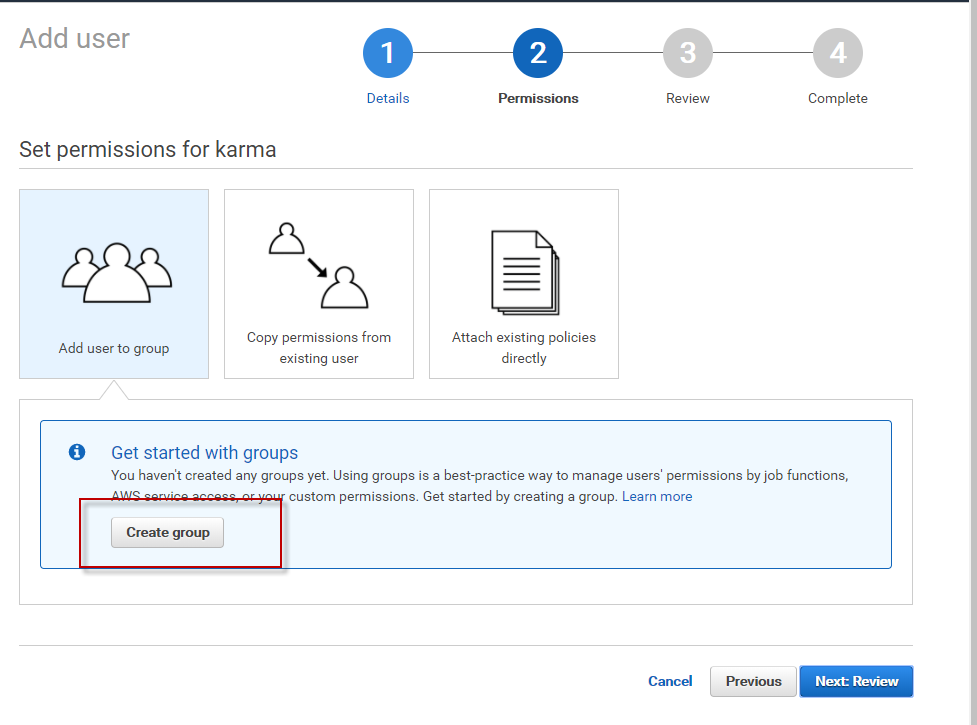 Add user
1
2
3
4
Details
Permissions
Review
Complete
Set permissions for karma
Add user to group
Copy permissions from
existing user
Attach existing policies
directly
Get started with groups
You haven't created any groups yet. Using groups is a best-practice way to manage users' permissions by job functions,
AWS service access, or your custom permissions. Get started by creating a group. Learn more
Create group
Cancel
Previous
Next: Review